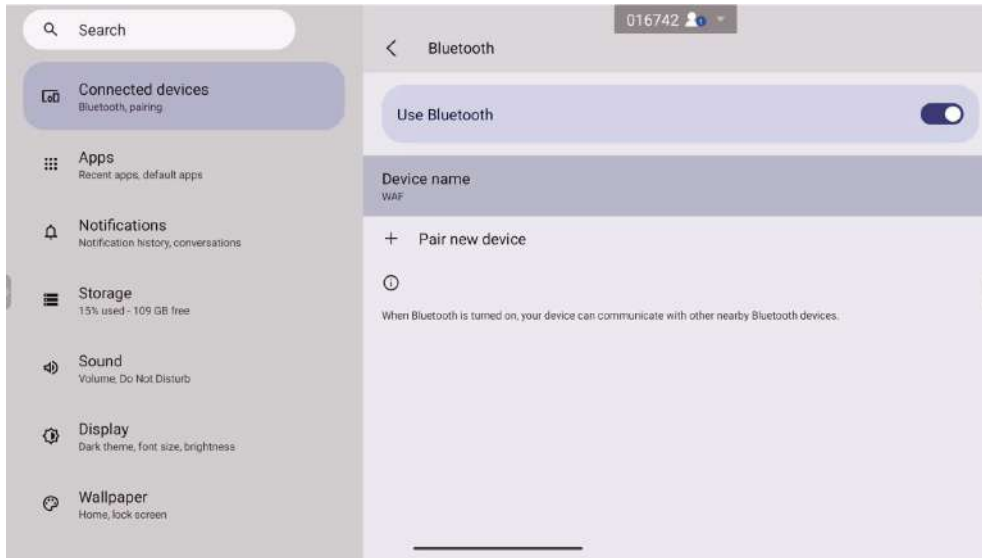 Search
Connected devices
Bluetooth, pairing
Apps
Recent apps, default apps
Notifications
Notification history, conversations
Storage
15% used - 109 GB free
Sound
Volume, Do Not Disturb
Display
Dark theme, font size, brightness
Wallpaper
Home, lock screen
016742
Bluetooth
Use Bluetooth
Device name
WAF
+ Pair new device
When Bluetooth is turned on, your device can communicate with other nearby Bluetooth devices.